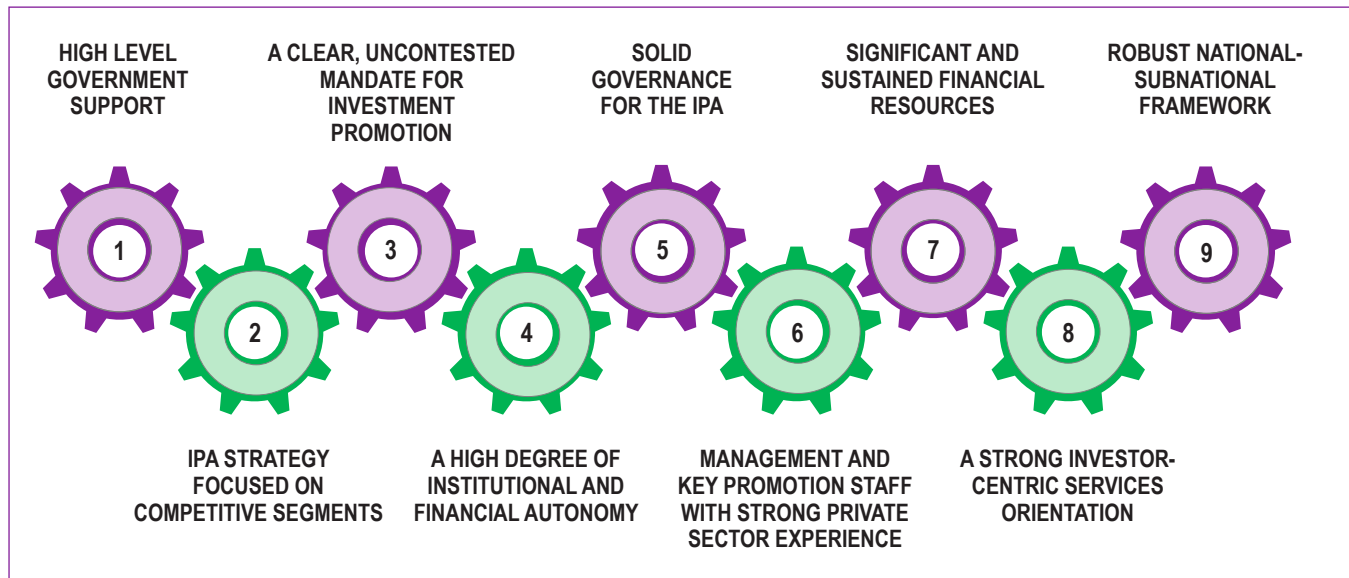 HIGH LEVEL
GOVERNMENT
SUPPORT
A CLEAR, UNCONTESTED
MANDATE FOR
INVESTMENT
PROMOTION
SOLID
GOVERNANCE
FOR THE IPA
SIGNIFICANT AND
SUSTAINED FINANCIAL
RESOURCES
ROBUST NATIONAL-
SUBNATIONAL
FRAMEWORK
1
2
3
4
5
6
7
8
9
IPA STRATEGY
FOCUSED ON
COMPETITIVE SEGMENTS
A HIGH DEGREE OF
INSTITUTIONAL AND
FINANCIAL AUTONOMY
MANAGEMENT AND
KEY PROMOTION STAFF
WITH STRONG PRIVATE
SECTOR EXPERIENCE
A STRONG INVESTOR-
CENTRIC SERVICES
ORIENTATION